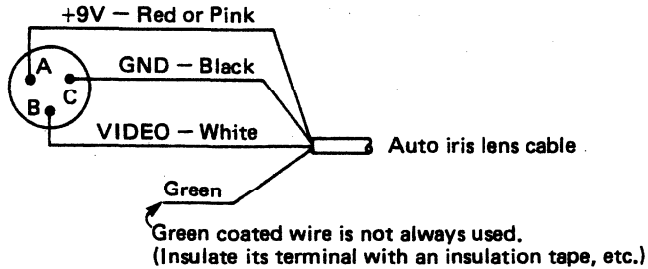 +9V – Red or Pink
A
GND – Black
C
B
VIDEO – White
Auto iris lens cable
Green
Green coated wire is not always used.
(Insulate its terminal with an insulation tape, etc.)